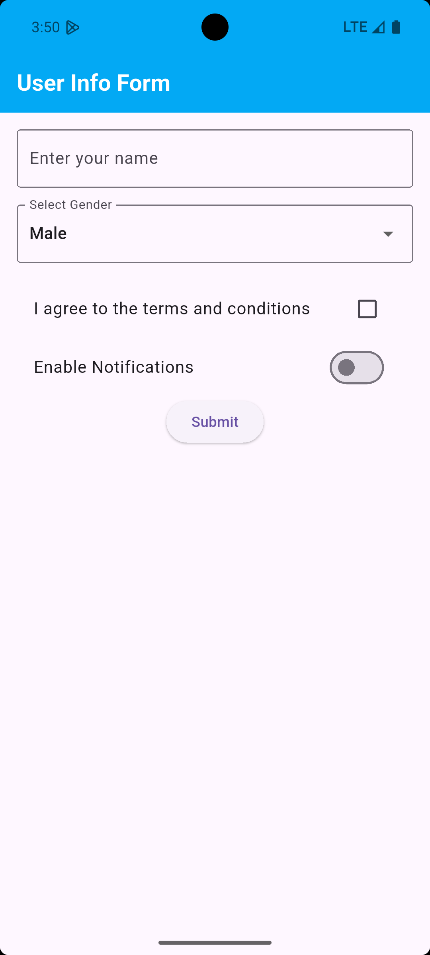 3:50 LTE
User Info Form
Enter your name
Select Gender
Male
I agree to the terms and conditions
Enable Notifications
Submit